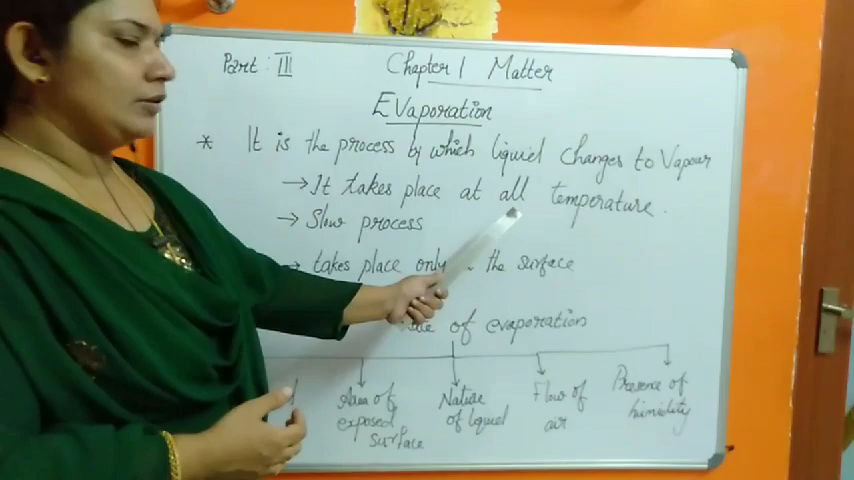 Part: III
Chapter 1 Matter
Evaporation
* It is the process by which liquid changes to Vapour
→ It takes place at all temperature.
→ Slow process
→ takes place only the surface
of evaporation
Area of exposed surface
Nature of liquid
Flow of air
Presence of humidity